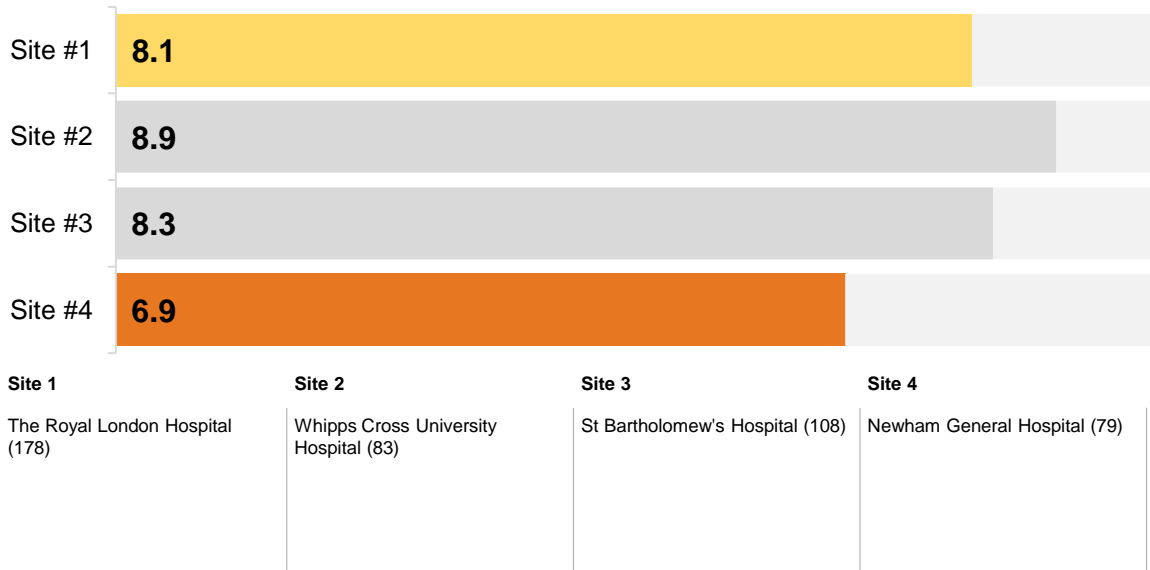 Site #1
8.1
Site #2
8.9
Site #3
8.3
Site #4
6.9
Site 1
The Royal London Hospital
(178)
Site 2
Whipps Cross University
Hospital (83)
Site 3
St Bartholomew's Hospital (108)
Site 4
Newham General Hospital (79)